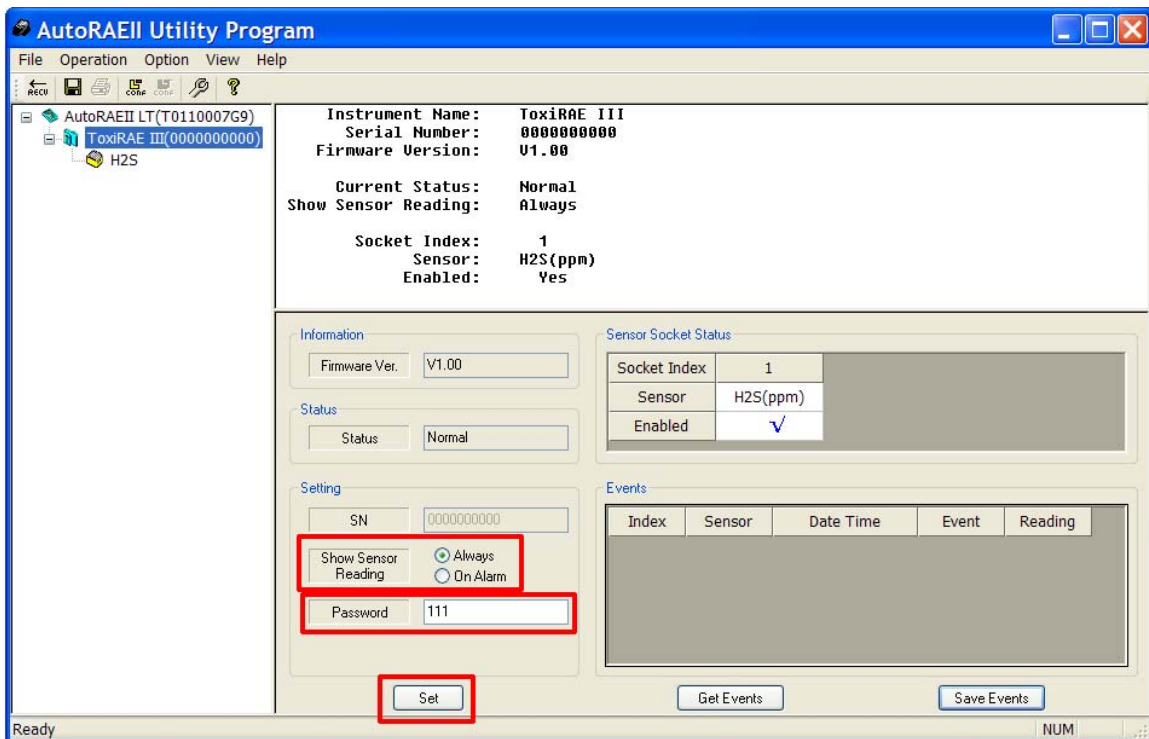 AutoRAEII Utility Program
File Operation Option View Help
RECV CONF CONF ?
AutoRAEII LT(T0110007G9)
ToxiRAE III(0000000000)
H2S
Instrument Name: ToxiRAE III
Serial Number: 0000000000
Firmware Version: V1.00
Current Status: Normal
Show Sensor Reading: Always
Socket Index: 1
Sensor: H2S(ppm)
Enabled: Yes
Information
Firmware Ver. V1.00
Status
Status Normal
Setting
SN 0000000000
Show Sensor
Reading
Always
On Alarm
Password 111
Set
Sensor Socket Status
Socket Index 1
Sensor H2S(ppm)
Enabled √
Events
Index Sensor Date Time Event Reading
Get Events Save Events
Ready NUM